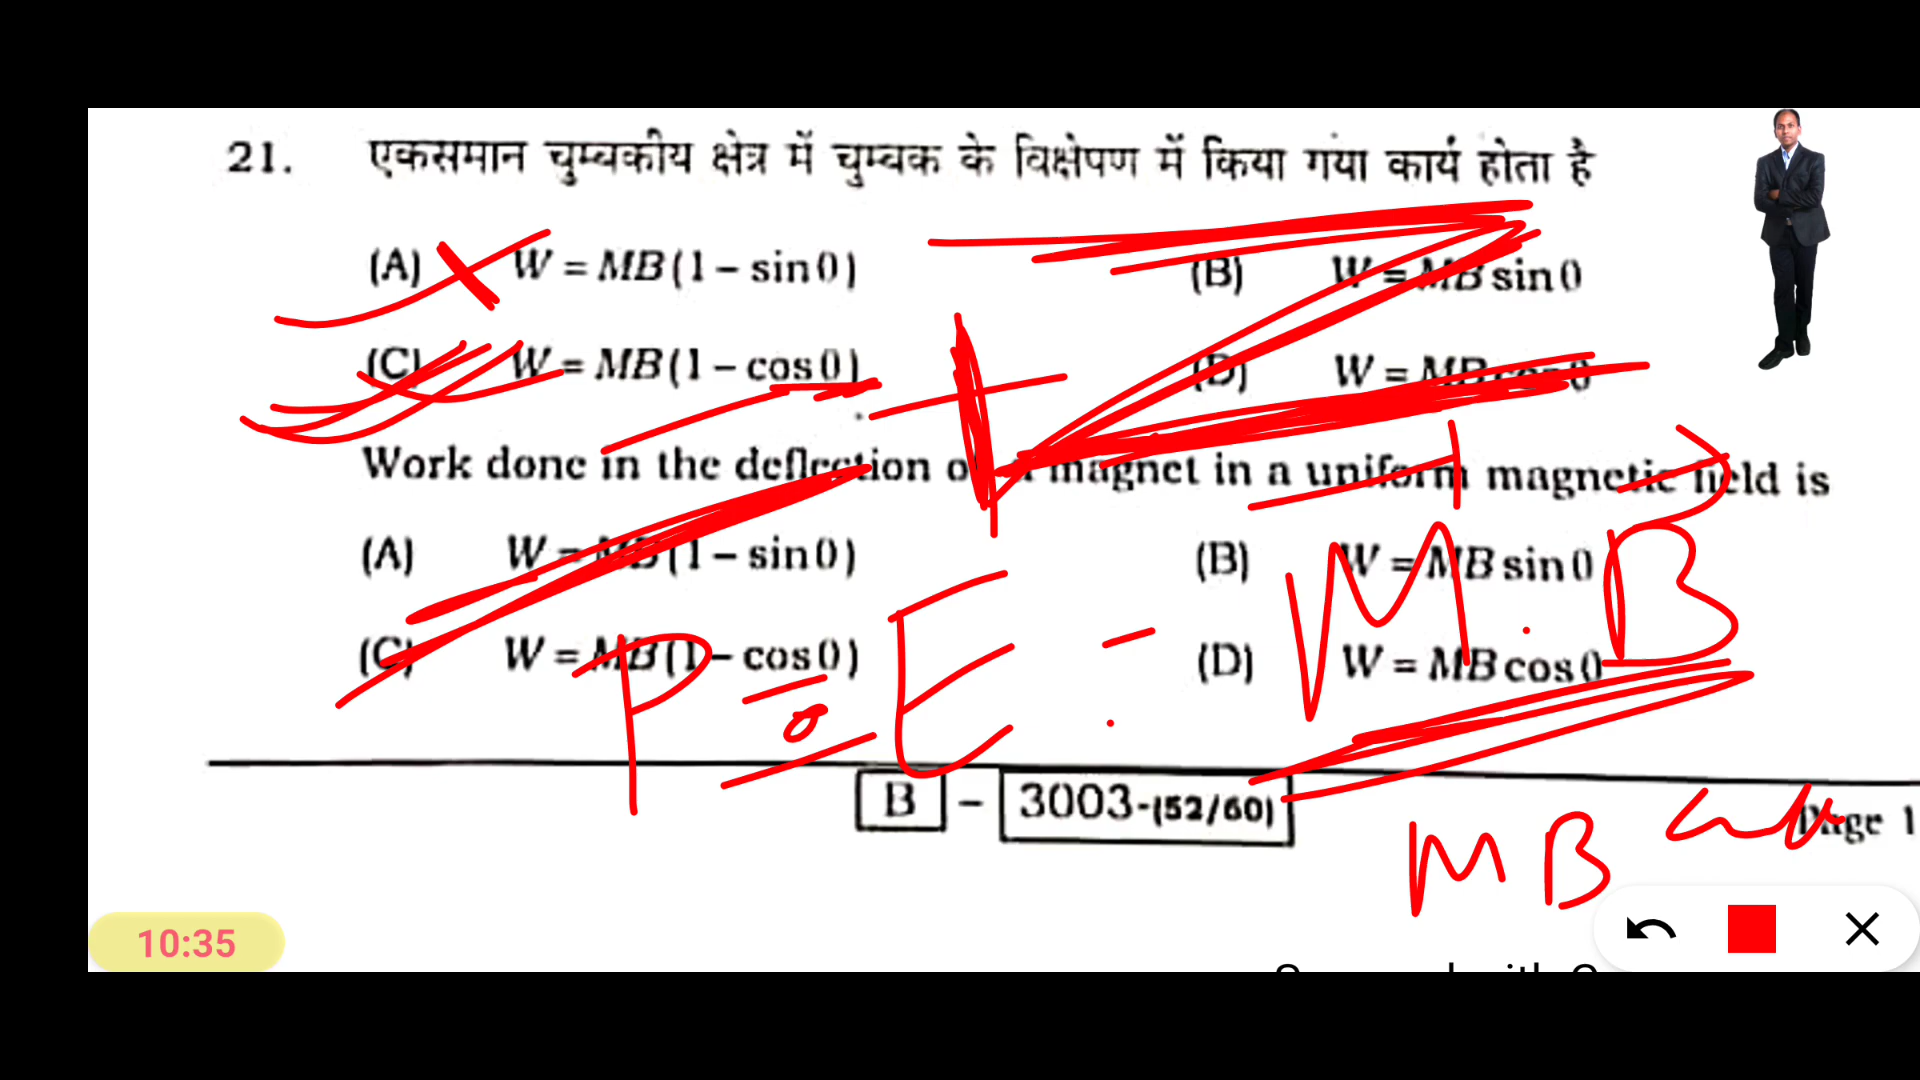 21. एकसमान चुम्बकीय क्षेत्र में चुम्बक के विक्षेपण में किया गया कार्य होता है
(A) W = MB(1 – sinθ) (B) W = MB sinθ
(C) W = MB(1 – cosθ) (D) W = MB cosθ
Work done in the deflection of a magnet in a uniform magnetic field is
(A) W = MB(1 – sinθ) (B) W = MB sinθ
(C) W = MB(1 – cosθ) (D) W = MB cosθ
P.E = M . B
B – 3003-(52/60) Page 1
MB
10:35